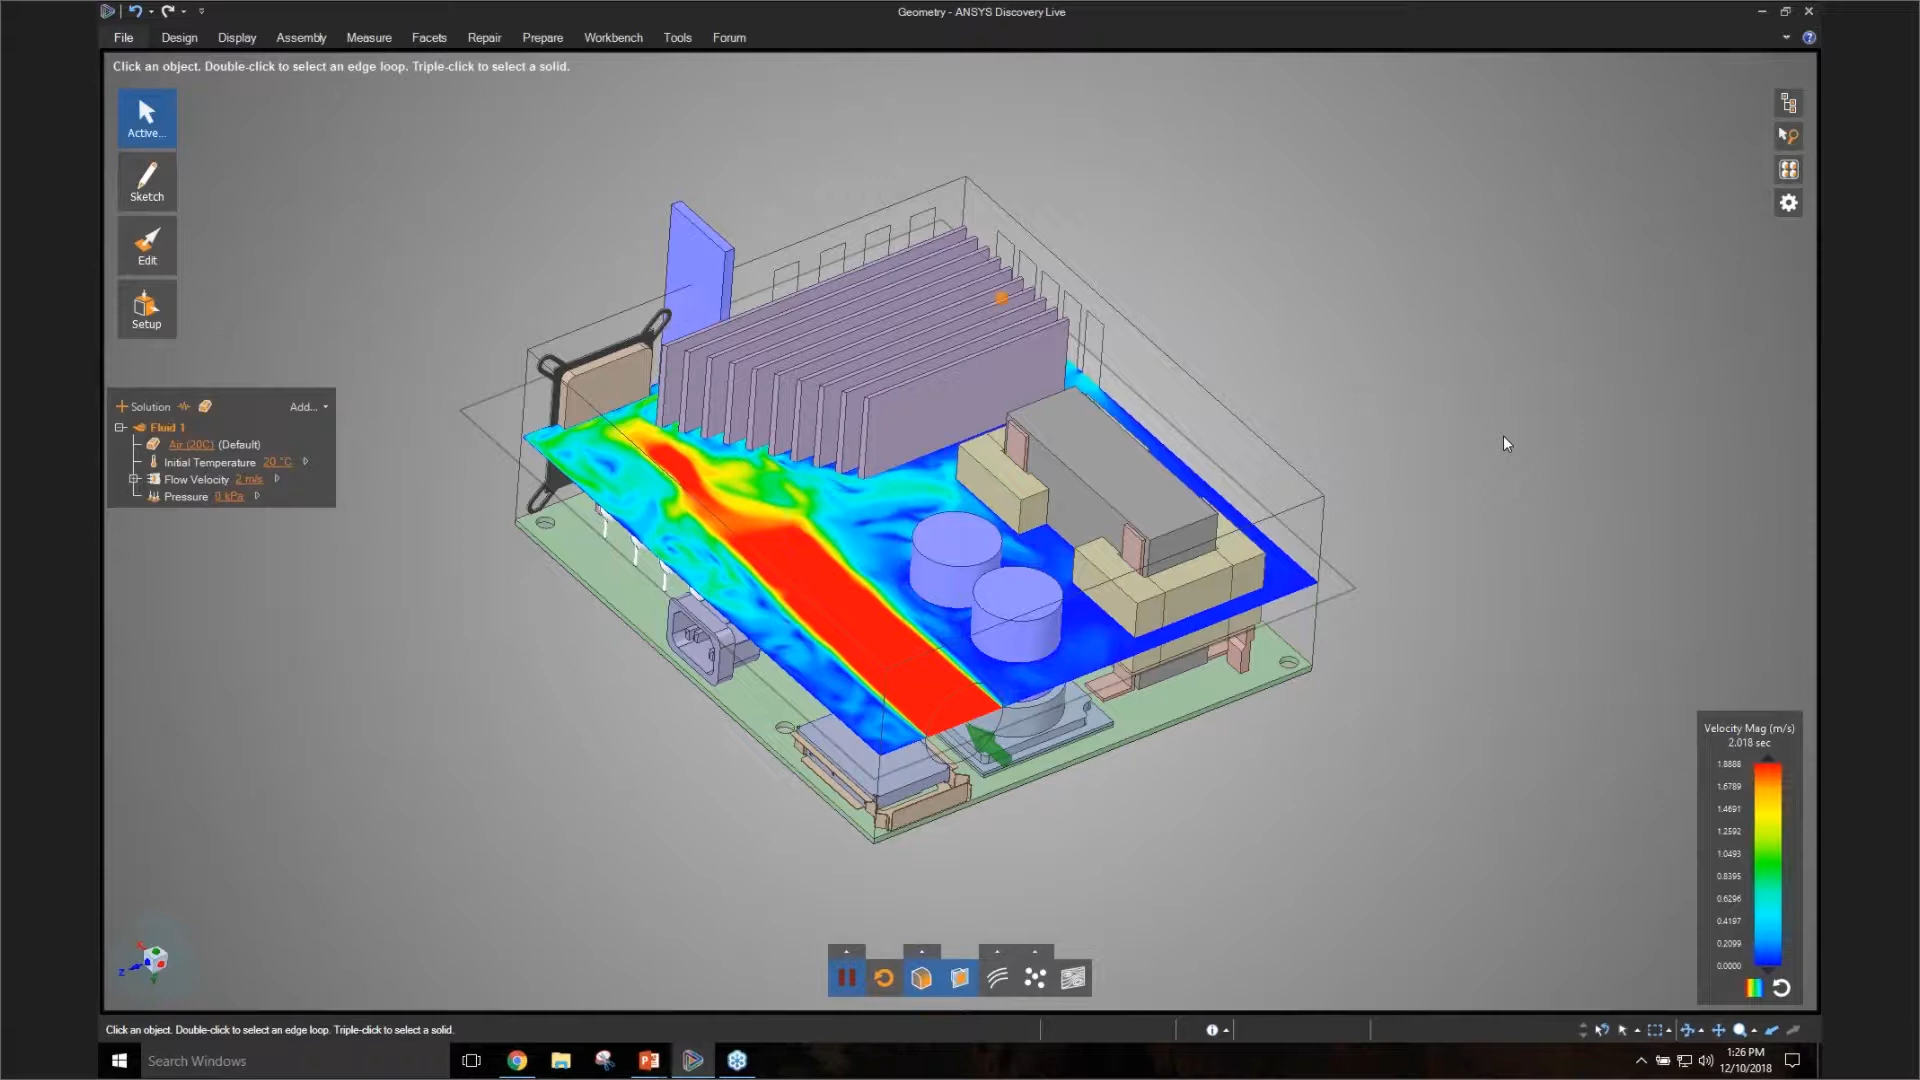 Geometry - ANSYS Discovery Live
File Design Display Assembly Measure Facets Repair Prepare Workbench Tools Forum
Click an object. Double-click to select an edge loop. Triple-click to select a solid.
Active...
Sketch
Edit
Setup
Solution Add...
Fluid 1
Air (20C) (Default)
Initial Temperature 20 °C
Flow Velocity 2 m/s
Pressure 0 kPa
Velocity Mag (m/s)
2.018 sec
1.8888
1.6789
1.4691
1.2592
1.0493
0.8395
0.6296
0.4197
0.2099
0.0000
Z
Click an object. Double-click to select an edge loop. Triple-click to select a solid.
Search Windows
1:26 PM
12/10/2018